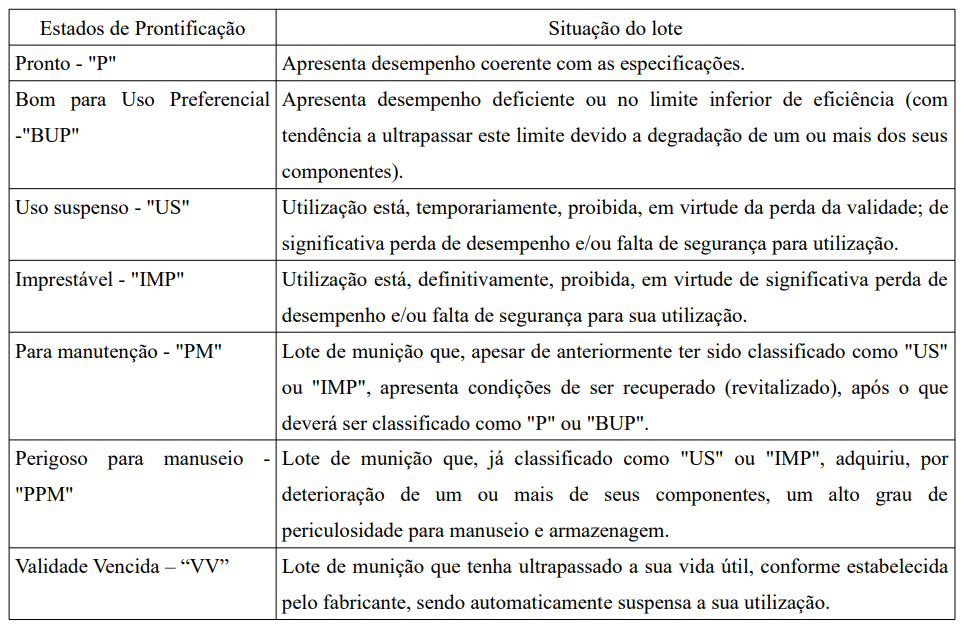 Estados de Prontificação
Situação do lote
Pronto - "P"
Apresenta desempenho coerente com as especificações.
Bom para Uso Preferencial
-"BUP"
Apresenta desempenho deficiente ou no limite inferior de eficiência (com
tendência a ultrapassar este limite devido a degradação de um ou mais dos seus
componentes).
Uso suspenso - "US"
Utilização está, temporariamente, proibida, em virtude da perda da validade; de
significativa perda de desempenho e/ou falta de segurança para utilização.
Imprestável - "IMP"
Utilização está, definitivamente, proibida, em virtude de significativa perda de
desempenho e/ou falta de segurança para sua utilização.
Para manutenção - "PM"
Lote de munição que, apesar de anteriormente ter sido classificado como "US"
ou "IMP", apresenta condições de ser recuperado (revitalizado), após o que
deverá ser classificado como "P" ou "BUP".
Perigoso para manuseio -
"PPM"
Lote de munição que, já classificado como "US" ou "IMP", adquiriu, por
deterioração de um ou mais de seus componentes, um alto grau de
periculosidade para manuseio e armazenagem.
Validade Vencida – “VV”
Lote de munição que tenha ultrapassado a sua vida útil, conforme estabelecida
pelo fabricante, sendo automaticamente suspensa a sua utilização.